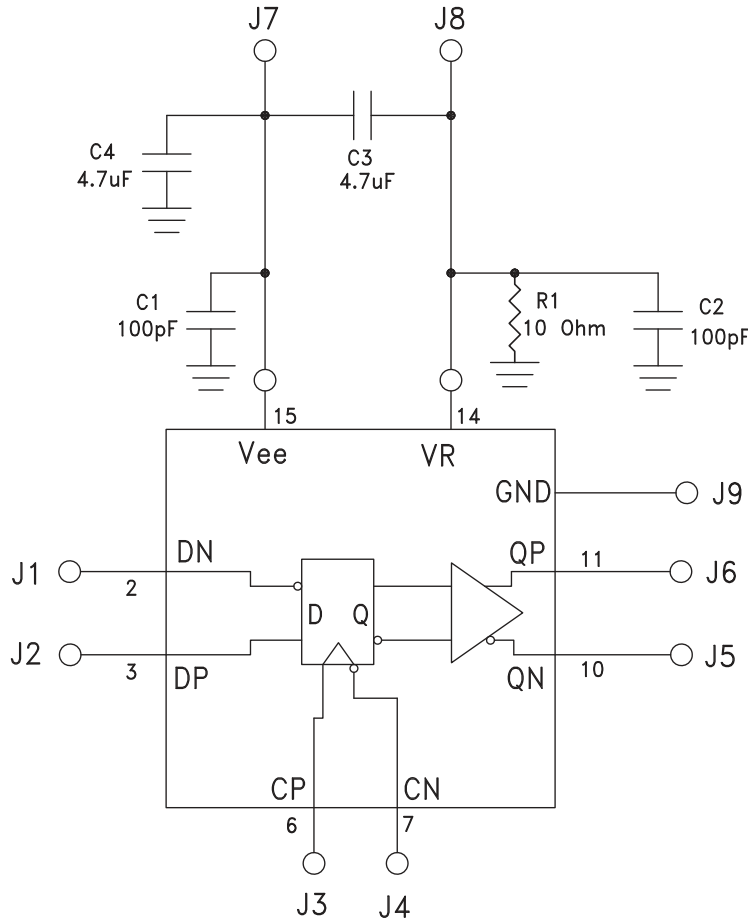 J7
J8
C4
4.7uF
C3
4.7uF
C1
100pF
R1
10 Ohm
C2
100pF
15
14
Vee
VR
GND
J9
J1
2
DN
QP
11
J6
D
Q
J2
3
DP
QN
10
J5
CP
CN
6
7
J3
J4